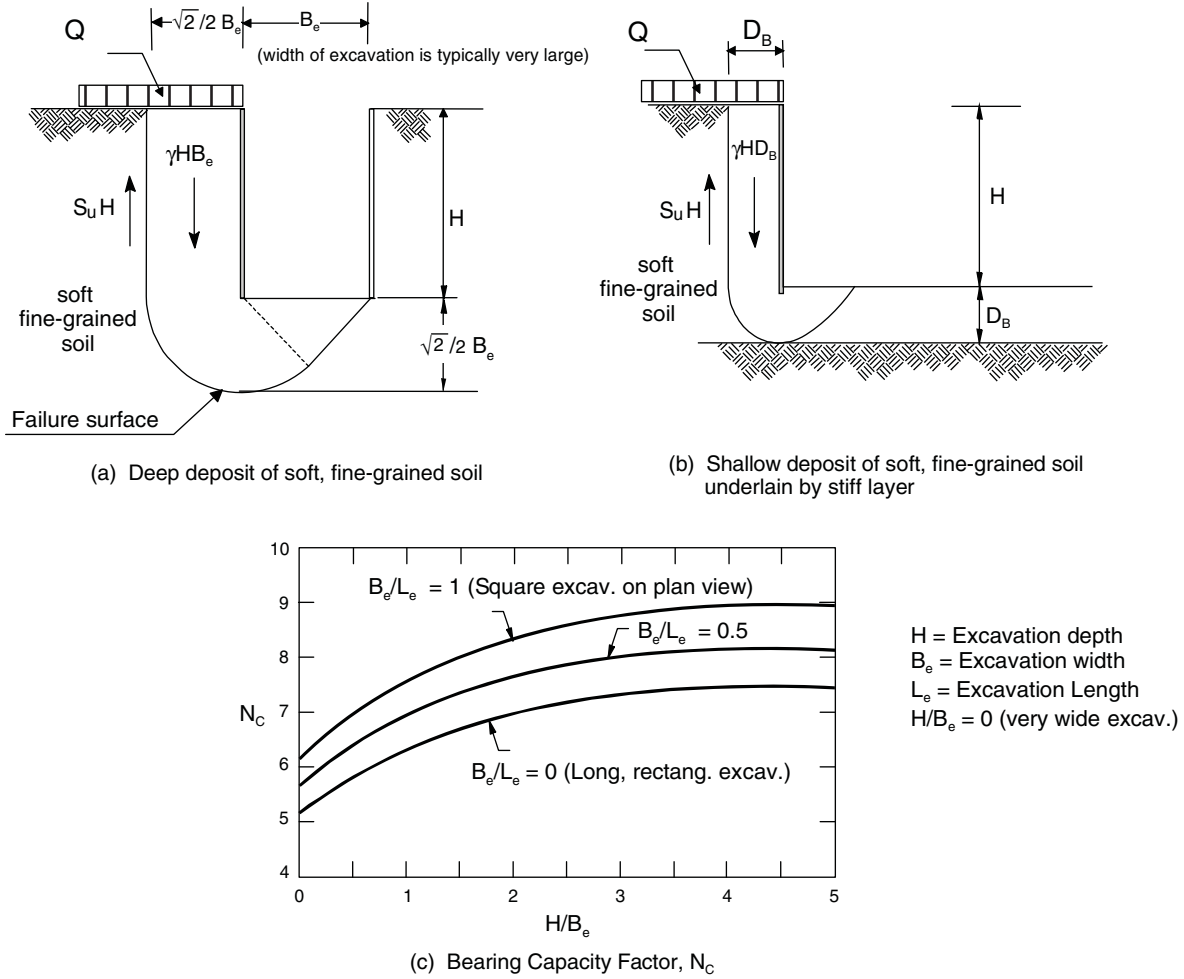 √2/2 Bₑ
Bₑ
Q
(width of excavation is typically very large)
γHBₑ
SᵤH
H
soft
fine-grained
soil
√2/2 Bₑ
Failure surface
(a) Deep deposit of soft, fine-grained soil
Q
D_B
γHD_B
SᵤH
H
soft
fine-grained
soil
D_B
(b) Shallow deposit of soft, fine-grained soil
underlain by stiff layer
10
9
8
7
6
5
4
N_C
Bₑ/Lₑ = 1 (Square excav. on plan view)
Bₑ/Lₑ = 0.5
Bₑ/Lₑ = 0 (Long, rectang. excav.)
0 1 2 3 4 5
H/Bₑ
(c) Bearing Capacity Factor, N_C
H = Excavation depth
Bₑ = Excavation width
Lₑ = Excavation Length
H/Bₑ = 0 (very wide excav.)